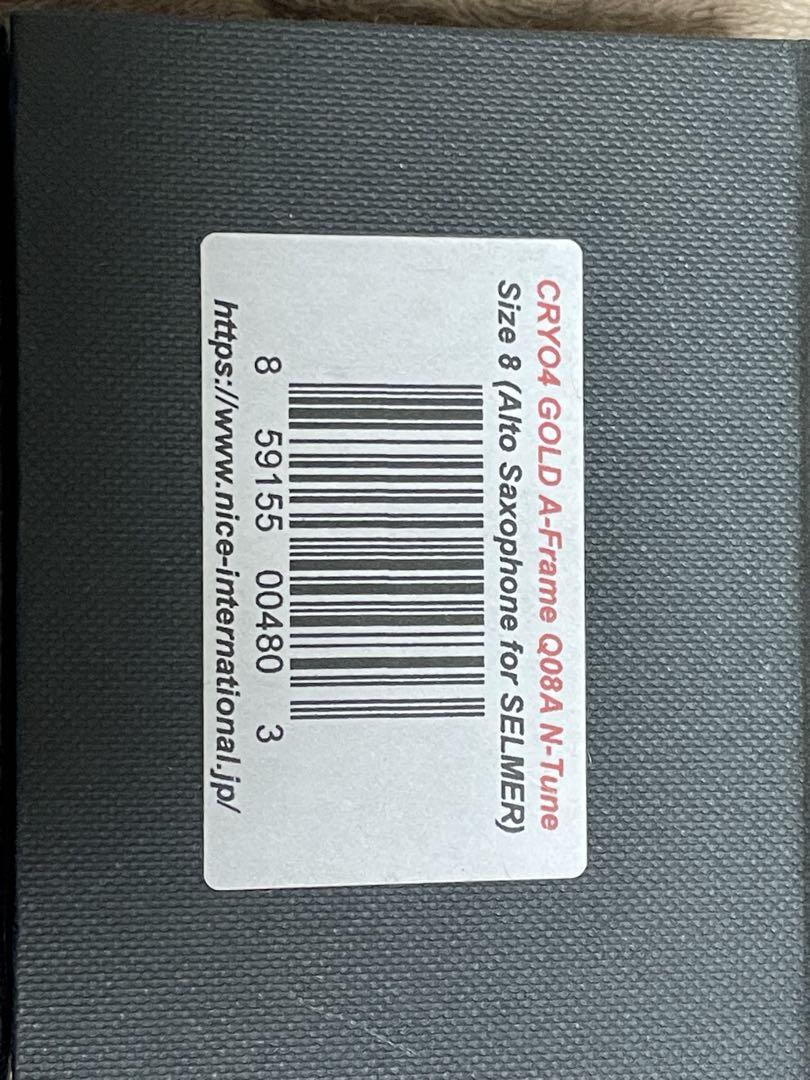 CRYO4 GOLD A-Frame Q08A N-Tune
Size 8 (Alto Saxophone for SELMER)
8 59155 00480 3
https://www.nice-international.jp/